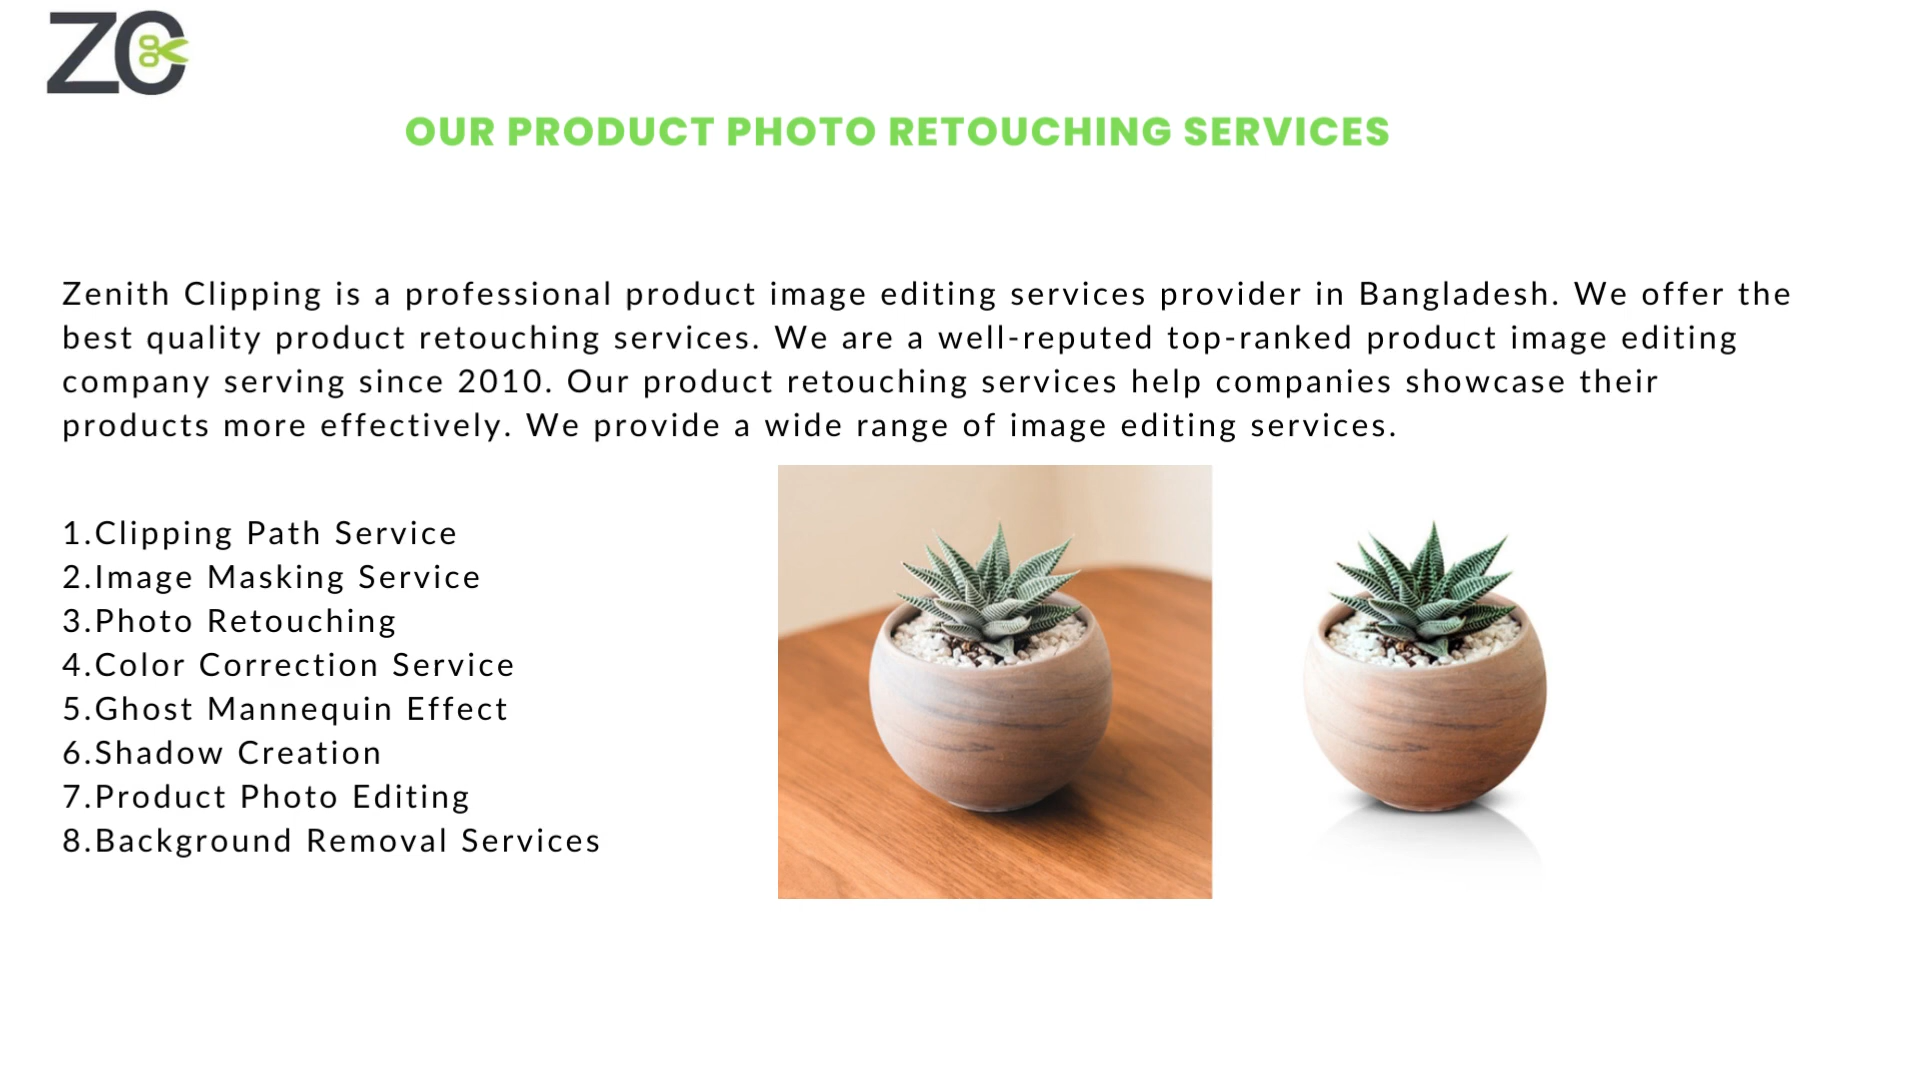 ZC
OUR PRODUCT PHOTO RETOUCHING SERVICES
Zenith Clipping is a professional product image editing services provider in Bangladesh. We offer the
best quality product retouching services. We are a well-reputed top-ranked product image editing
company serving since 2010. Our product retouching services help companies showcase their
products more effectively. We provide a wide range of image editing services.
1.Clipping Path Service
2.Image Masking Service
3.Photo Retouching
4.Color Correction Service
5.Ghost Mannequin Effect
6.Shadow Creation
7.Product Photo Editing
8.Background Removal Services